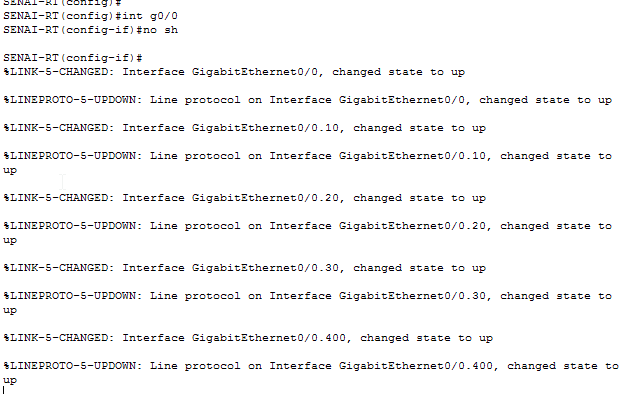 SENAI-RT(config)#
SENAI-RT(config)#int g0/0
SENAI-RT(config-if)#no sh
SENAI-RT(config-if)#
%LINK-5-CHANGED: Interface GigabitEthernet0/0, changed state to up
%LINEPROTO-5-UPDOWN: Line protocol on Interface GigabitEthernet0/0, changed state to up
%LINK-5-CHANGED: Interface GigabitEthernet0/0.10, changed state to up
%LINEPROTO-5-UPDOWN: Line protocol on Interface GigabitEthernet0/0.10, changed state to
up
%LINK-5-CHANGED: Interface GigabitEthernet0/0.20, changed state to up
%LINEPROTO-5-UPDOWN: Line protocol on Interface GigabitEthernet0/0.20, changed state to
up
%LINK-5-CHANGED: Interface GigabitEthernet0/0.30, changed state to up
%LINEPROTO-5-UPDOWN: Line protocol on Interface GigabitEthernet0/0.30, changed state to
up
%LINK-5-CHANGED: Interface GigabitEthernet0/0.400, changed state to up
%LINEPROTO-5-UPDOWN: Line protocol on Interface GigabitEthernet0/0.400, changed state to
up